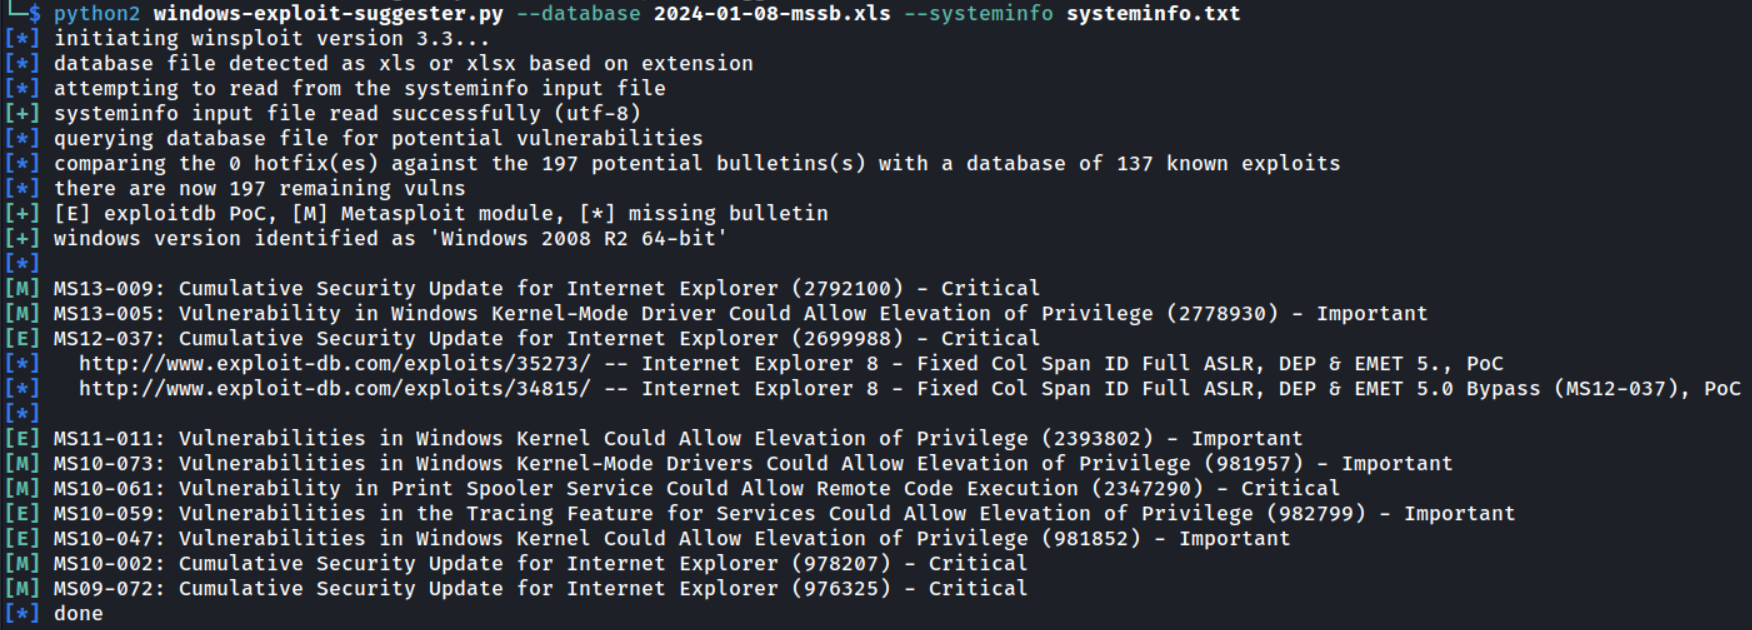 └─$ python2 windows-exploit-suggester.py --database 2024-01-08-mssb.xls --systeminfo systeminfo.txt
[*] initiating winsploit version 3.3...
[*] database file detected as xls or xlsx based on extension
[*] attempting to read from the systeminfo input file
[+] systeminfo input file read successfully (utf-8)
[*] querying database file for potential vulnerabilities
[*] comparing the 0 hotfix(es) against the 197 potential bulletins(s) with a database of 137 known exploits
[*] there are now 197 remaining vulns
[+] [E] exploitdb PoC, [M] Metasploit module, [*] missing bulletin
[+] windows version identified as 'Windows 2008 R2 64-bit'
[*]
[M] MS13-009: Cumulative Security Update for Internet Explorer (2792100) - Critical
[M] MS13-005: Vulnerability in Windows Kernel-Mode Driver Could Allow Elevation of Privilege (2778930) - Important
[E] MS12-037: Cumulative Security Update for Internet Explorer (2699988) - Critical
[*]   http://www.exploit-db.com/exploits/35273/ -- Internet Explorer 8 - Fixed Col Span ID Full ASLR, DEP & EMET 5., PoC
[*]   http://www.exploit-db.com/exploits/34815/ -- Internet Explorer 8 - Fixed Col Span ID Full ASLR, DEP & EMET 5.0 Bypass (MS12-037), PoC
[*]
[E] MS11-011: Vulnerabilities in Windows Kernel Could Allow Elevation of Privilege (2393802) - Important
[M] MS10-073: Vulnerabilities in Windows Kernel-Mode Drivers Could Allow Elevation of Privilege (981957) - Important
[M] MS10-061: Vulnerability in Print Spooler Service Could Allow Remote Code Execution (2347290) - Critical
[E] MS10-059: Vulnerabilities in the Tracing Feature for Services Could Allow Elevation of Privilege (982799) - Important
[E] MS10-047: Vulnerabilities in Windows Kernel Could Allow Elevation of Privilege (981852) - Important
[M] MS10-002: Cumulative Security Update for Internet Explorer (978207) - Critical
[M] MS09-072: Cumulative Security Update for Internet Explorer (976325) - Critical
[*] done